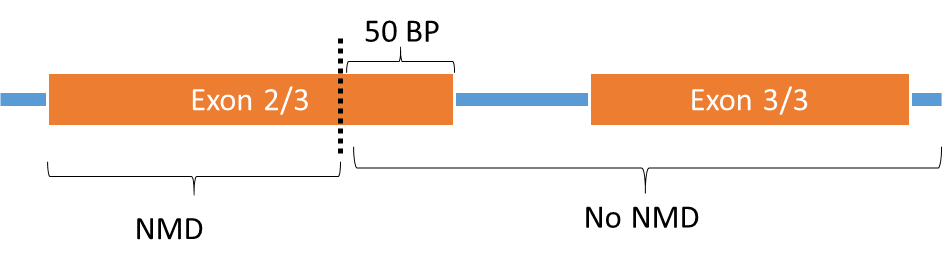 50 BP
Exon 2/3
Exon 3/3
NMD
No NMD